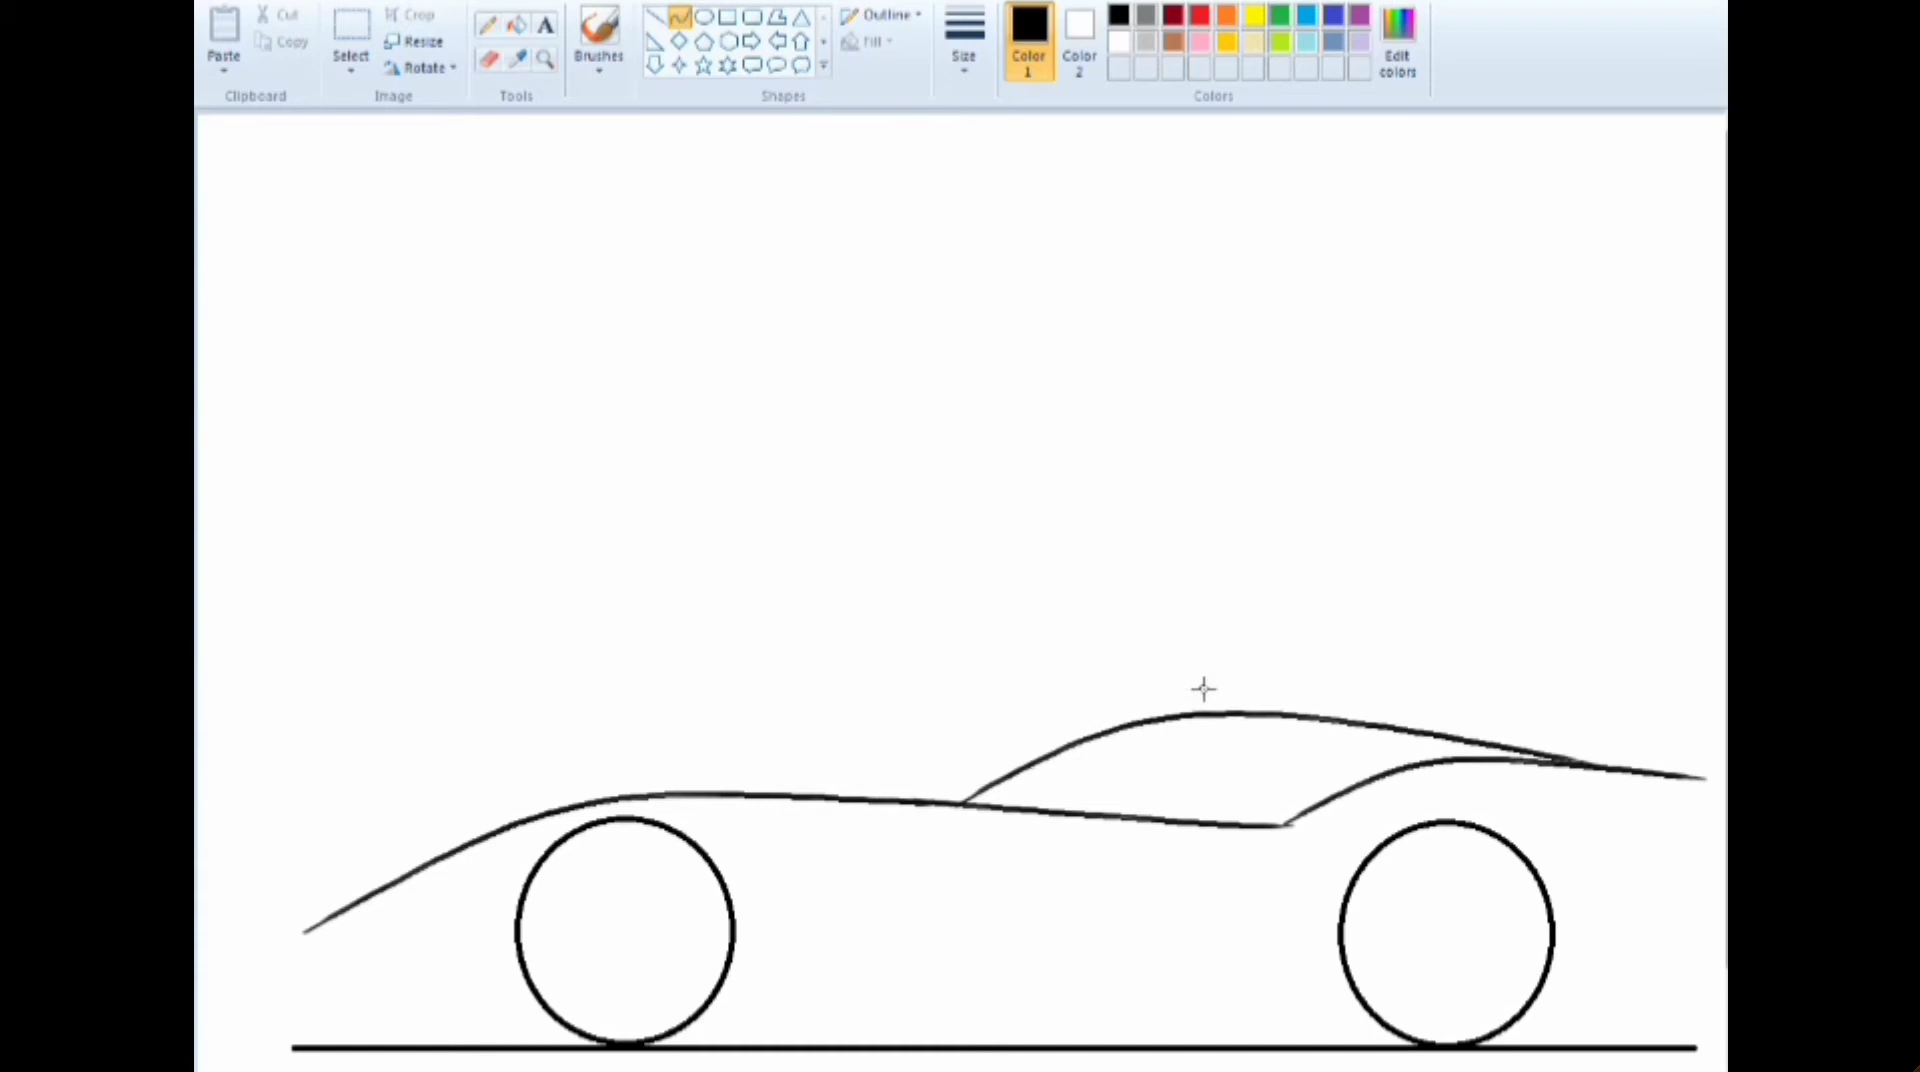 Paste
Cut
Copy
Clipboard
Select
Crop
Resize
Rotate
Image
A
Tools
Brushes
Outline
Fill
Shapes
Size
Color
1
Color
2
Edit
colors
Colors